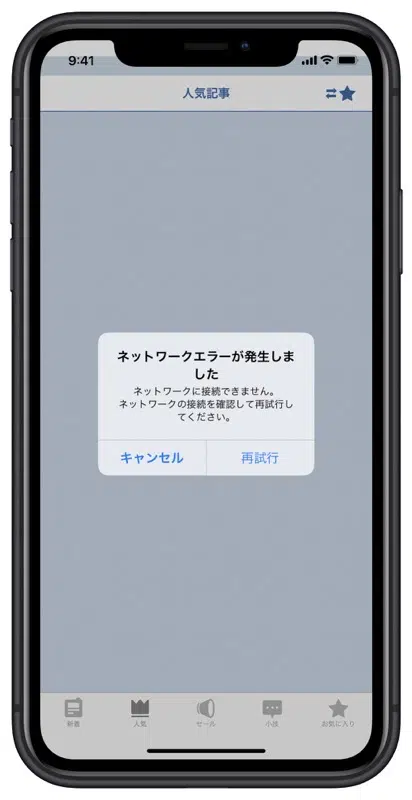 9:41
人気記事
ネットワークエラーが発生しま
した
ネットワークに接続できません。
ネットワークの接続を確認して再試行し
てください。
キャンセル 再試行
新着 人気 セール 小技 お気に入り